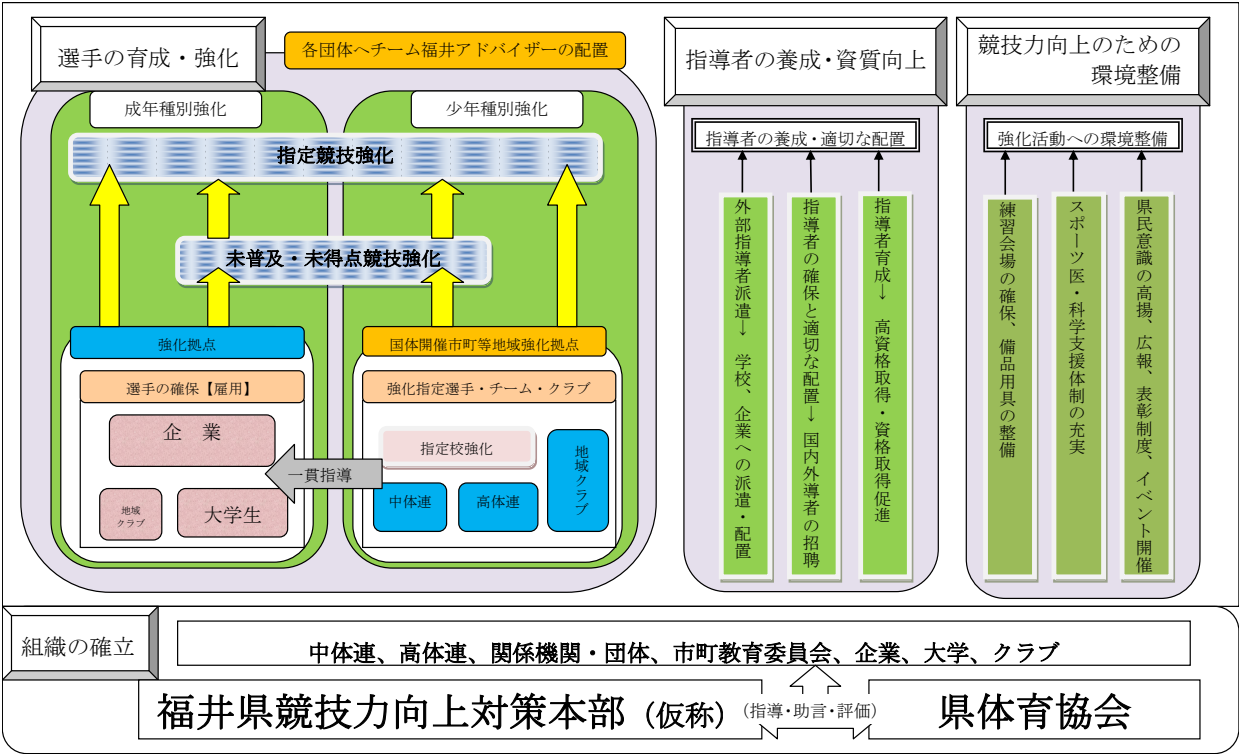 選手の育成・強化
各団体へチーム福井アドバイザーの配置
成年種別強化
少年種別強化
指定競技強化
未普及・未得点競技強化
強化拠点
選手の確保【雇用】
企　業
地域
クラブ
大学生
国体開催市町等地域強化拠点
強化指定選手・チーム・クラブ
指定校強化
地域クラブ
中体連
高体連
一貫指導
指導者の養成・資質向上
指導者の養成・適切な配置
外部指導者派遣→　学校、企業への派遣・配置
指導者の確保と適切な配置→　国内外導者の招聘
指導者育成→　高資格取得・資格取得促進
競技力向上のための
環境整備
強化活動への環境整備
練習会場の確保、備品用具の整備
スポーツ医・科学支援体制の充実
県民意識の高揚、広報、表彰制度、イベント開催
組織の確立
中体連、高体連、関係機関・団体、市町教育委員会、企業、大学、クラブ
福井県競技力向上対策本部（仮称）
(指導・助言・評価)
県体育協会